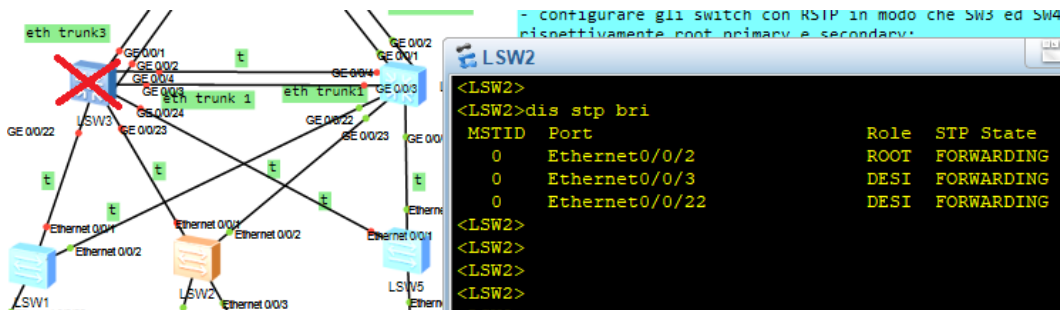 - configurare gli switch con RSTP in modo che SW3 ed SW4
rispettivamente root primary e secondary;
eth trunk3
GE 0/0/1
GE 0/0/2
GE 0/0/4
GE 0/0/3
GE 0/0/24
LSW3
GE 0/0/22
GE 0/0/23
t
eth trunk 1
eth trunk1
GE 0/0/2
GE 0/0/1
GE 0/0/4
GE 0/0/3
GE 0/0/22
GE 0/0/23
t
t
t
t
t
t
Ethernet 0/0/1
Ethernet 0/0/2
LSW1
Ethernet 0/0/1
Ethernet 0/0/2
LSW2
Ethernet 0/0/3
Ethernet 0/0/1
LSW5
LSW2
<LSW2>
<LSW2>dis stp bri
MSTID Port Role STP State
0 Ethernet0/0/2 ROOT FORWARDING
0 Ethernet0/0/3 DESI FORWARDING
0 Ethernet0/0/22 DESI FORWARDING
<LSW2>
<LSW2>
<LSW2>
<LSW2>